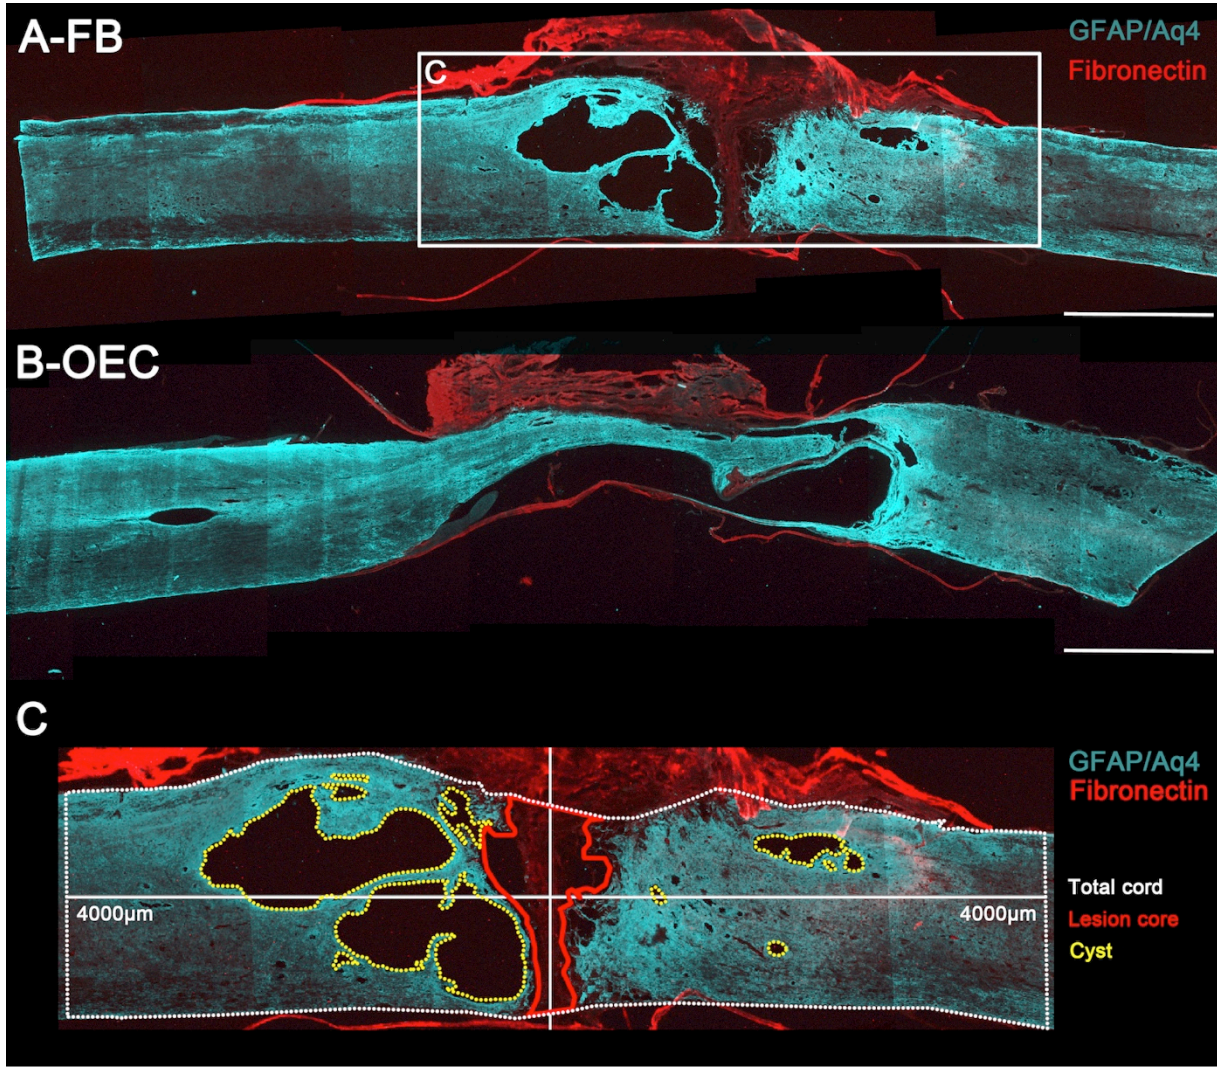 A-FB
GFAP/Aq4
Fibronectin
C
B-OEC
C
GFAP/Aq4
Fibronectin
Total cord
4000µm
4000µm
Lesion core
Cyst